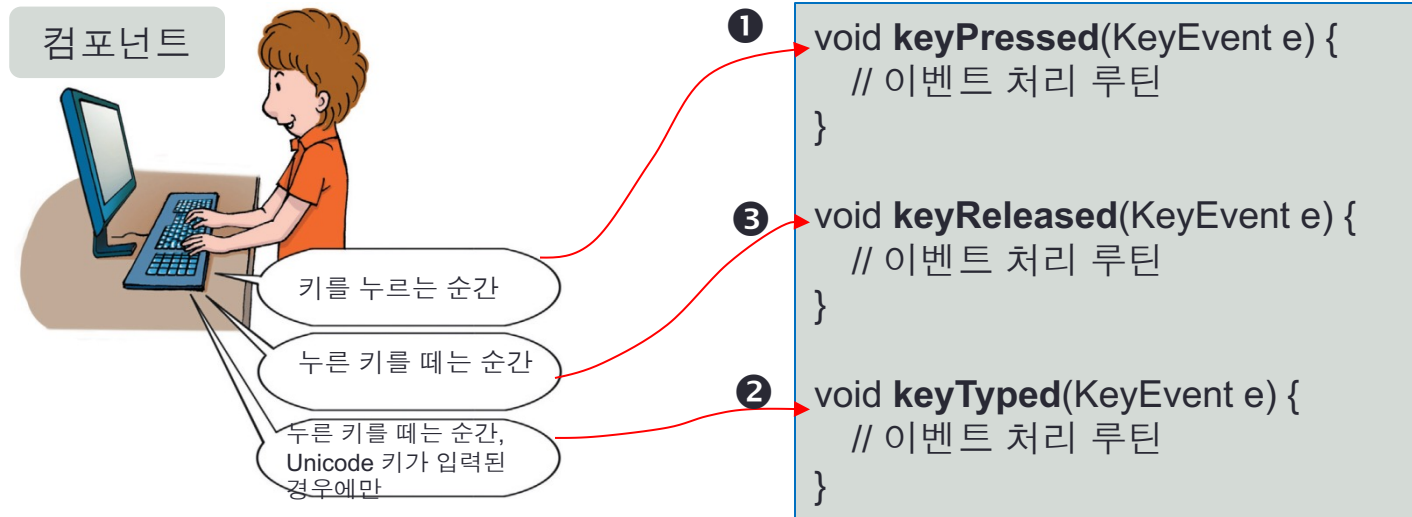 컴포넌트
키를 누르는 순간
누른 키를 떼는 순간
누른 키를 떼는 순간,
Unicode 키가 입력된
경우에만
❶
void keyPressed(KeyEvent e) {
// 이벤트 처리 루틴
}
❸
void keyReleased(KeyEvent e) {
// 이벤트 처리 루틴
}
❷
void keyTyped(KeyEvent e) {
// 이벤트 처리 루틴
}